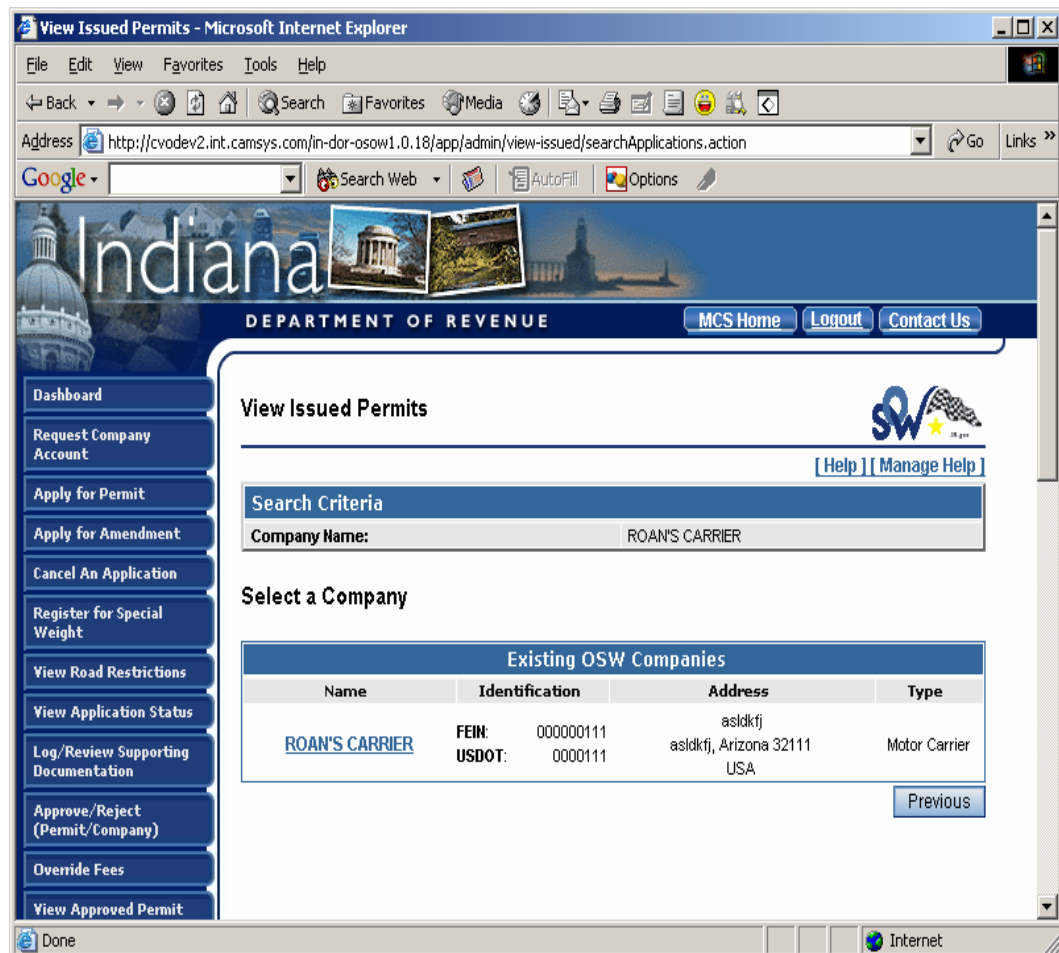 View Issued Permits - Microsoft Internet Explorer
File Edit View Favorites Tools Help
Back Search Favorites Media
Address http://cvodev2.int.camsys.com/in-dor-osow1.0.18/app/admin/view-issued/searchApplications.action Go Links »
Google Search Web AutoFill Options
Indiana
DEPARTMENT OF REVENUE MCS Home Logout Contact Us
Dashboard
Request Company
Account
Apply for Permit
Apply for Amendment
Cancel An Application
Register for Special
Weight
View Road Restrictions
View Application Status
Log/Review Supporting
Documentation
Approve/Reject
(Permit/Company)
Override Fees
View Approved Permit
View Issued Permits
OSW
[ Help ] [ Manage Help ]
Search Criteria
Company Name: ROAN'S CARRIER
Select a Company
Existing OSW Companies
Name Identification Address Type
ROAN'S CARRIER FEIN: 000000111 USDOT: 0000111 asldkfj asldkfj, Arizona 32111 USA Motor Carrier
Previous
Done Internet